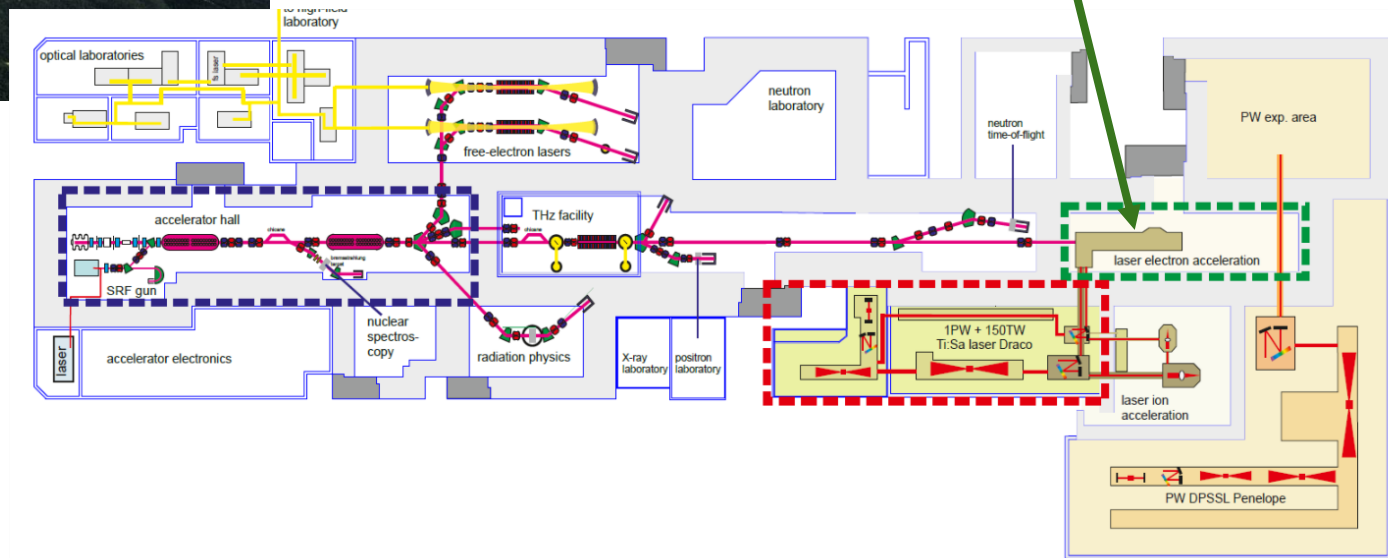 to high-field
laboratory
optical laboratories
fs laser
neutron
laboratory
neutron
time-of-flight
PW exp. area
free-electron lasers
accelerator hall
THz facility
chicane
chicane
bremsstrahlung
target
laser electron acceleration
SRF gun
nuclear
spectros-
copy
1PW + 150TW
Ti:Sa laser Draco
laser
accelerator electronics
radiation physics
X-ray
laboratory
positron
laboratory
laser ion
acceleration
PW DPSSL Penelope